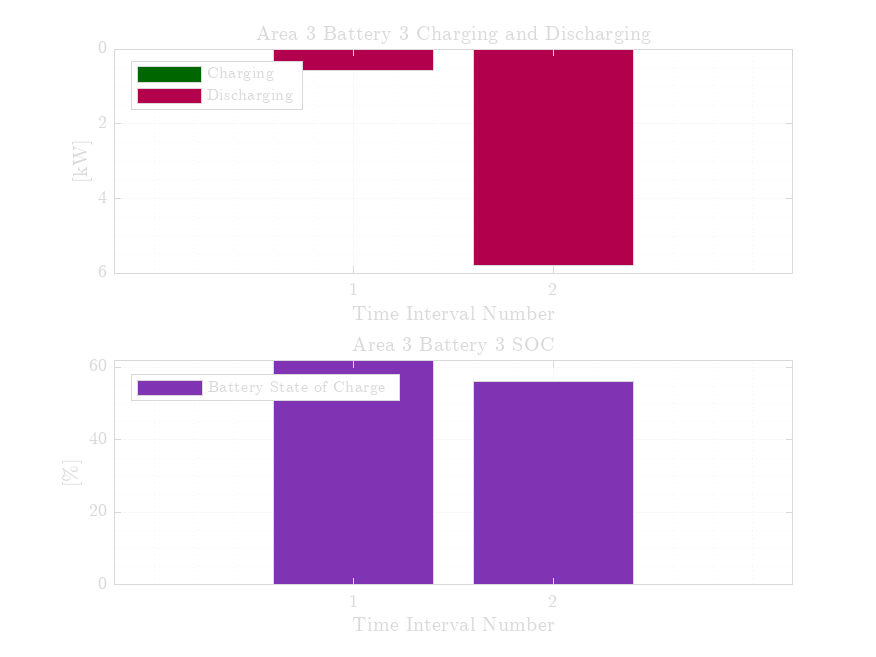 Area 3 Battery 3 Charging and Discharging
0
2
4
6
[kW]
Charging
Discharging
1 2
Time Interval Number
Area 3 Battery 3 SOC
60
40
20
0
[%]
Battery State of Charge
1 2
Time Interval Number